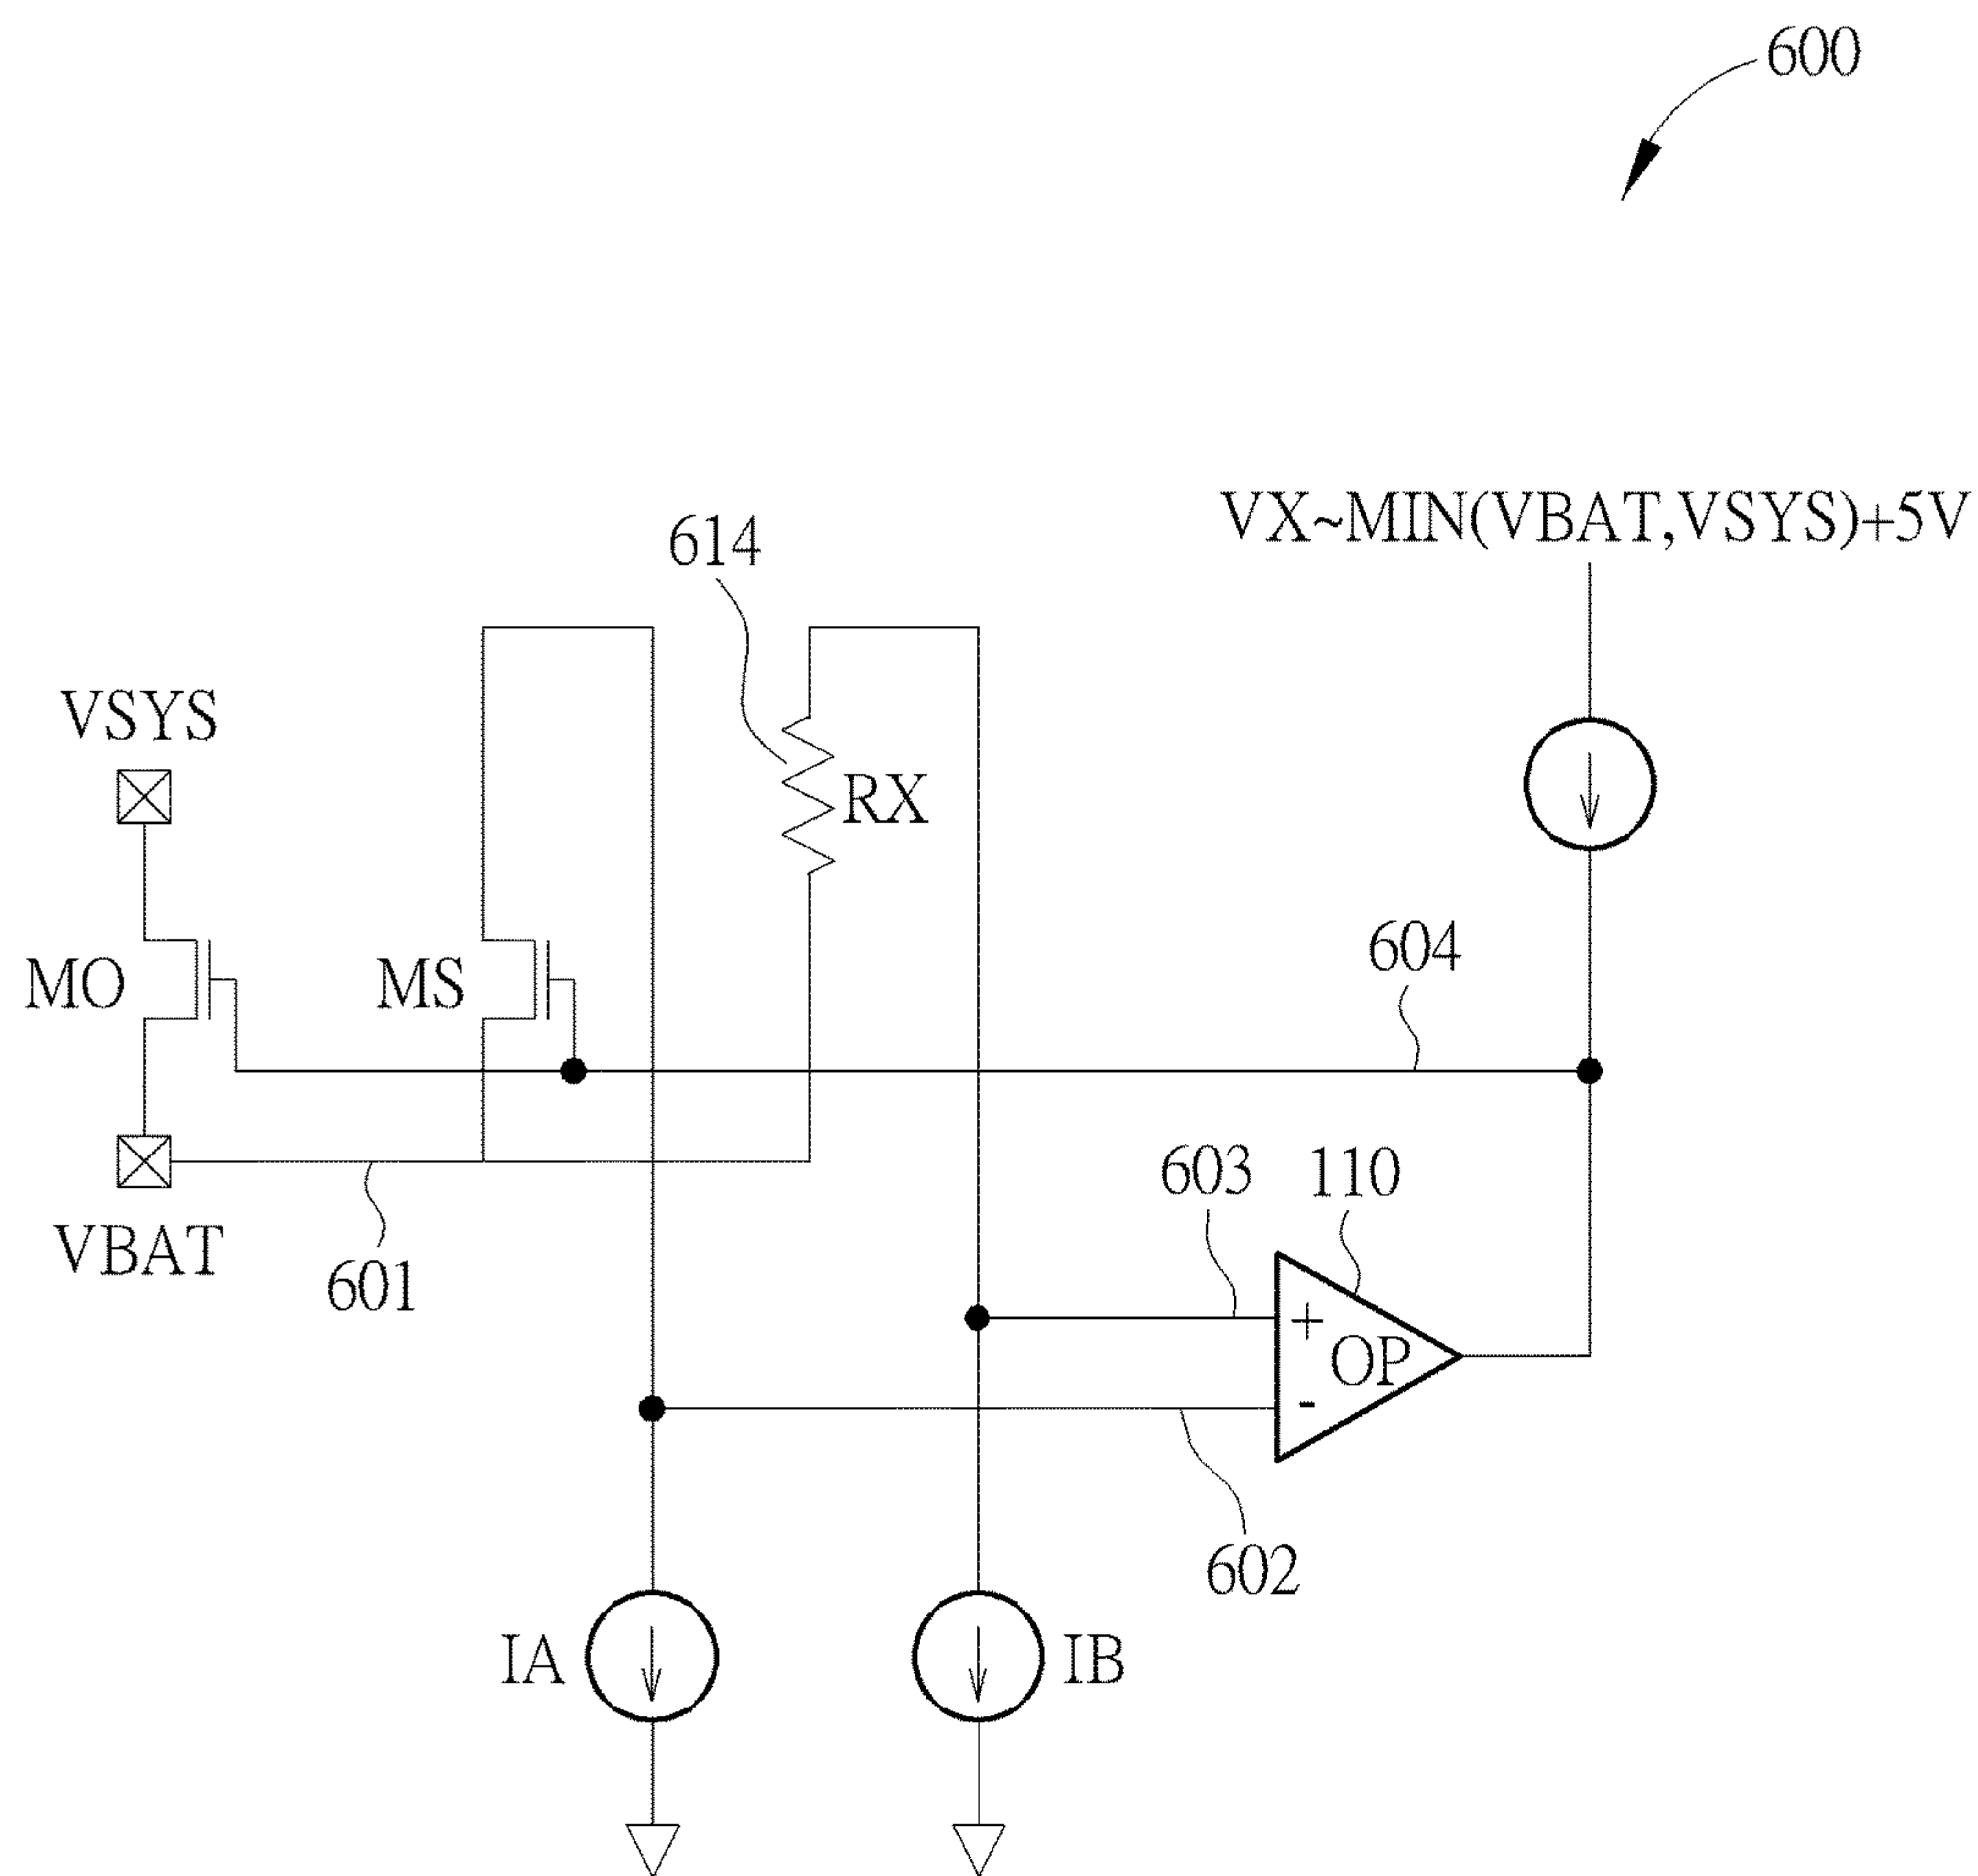 600
VX~MIN(VBAT,VSYS)+5V
614
VSYS
RX
604
MO
MS
603
110
VBAT
601
+
OP
-
602
IA
IB